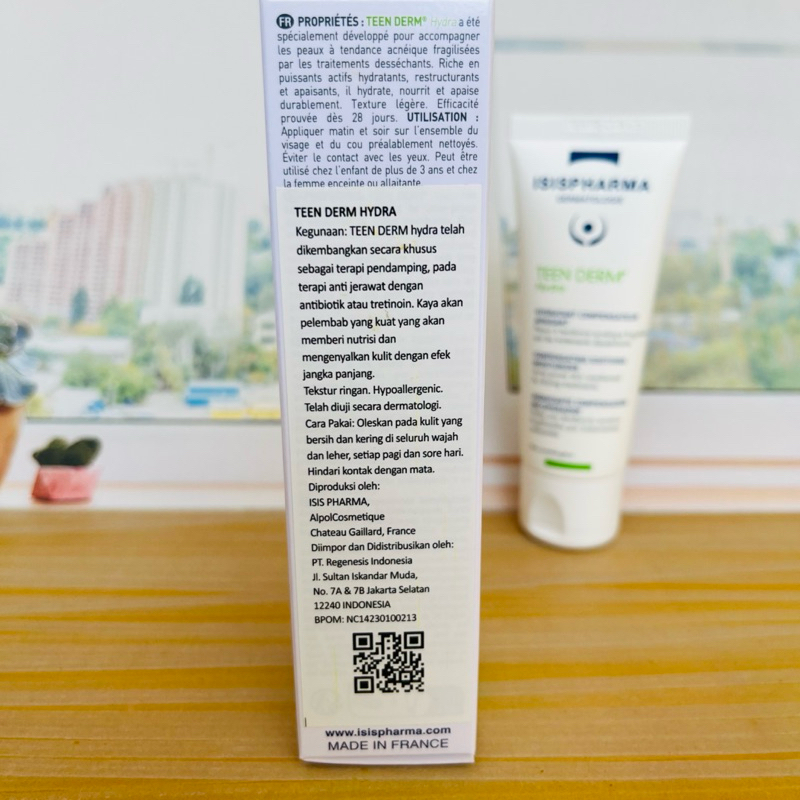 FR PROPRIÉTÉS : TEEN DERM® Hydra a été
spécialement développé pour accompagner
les peaux à tendance acnéique fragilisées
par les traitements desséchants. Riche en
puissants actifs hydratants, restructurants
et apaisants, il hydrate, nourrit et apaise
durablement. Texture légère. Efficacité
prouvée dès 28 jours. UTILISATION :
Appliquer matin et soir sur l'ensemble du
visage et du cou préalablement nettoyés.
Éviter le contact avec les yeux. Peut être
utilisé chez l'enfant de plus de 3 ans et chez
la femme enceinte ou allaitante.
TEEN DERM HYDRA
Kegunaan: TEEN DERM hydra telah
dikembangkan secara khusus
sebagai terapi pendamping, pada
terapi anti jerawat dengan
antibiotik atau tretinoin. Kaya akan
pelembab yang kuat yang akan
memberi nutrisi dan
mengenyalkan kulit dengan efek
jangka panjang.
Tekstur ringan. Hypoallergenic.
Telah diuji secara dermatologi.
Cara Pakai: Oleskan pada kulit yang
bersih dan kering di seluruh wajah
dan leher, setiap pagi dan sore hari.
Hindari kontak dengan mata.
Diproduksi oleh:
ISIS PHARMA,
AlpolCosmetique
Chateau Gaillard, France
Diimpor dan Didistribusikan oleh:
PT. Regenesis Indonesia
Jl. Sultan Iskandar Muda,
No. 7A & 7B Jakarta Selatan
12240 INDONESIA
BPOM: NC14230100213
www.isispharma.com
MADE IN FRANCE
ISISPHARMA
DERMATOLOGIE
TEEN DERM®
Hydra